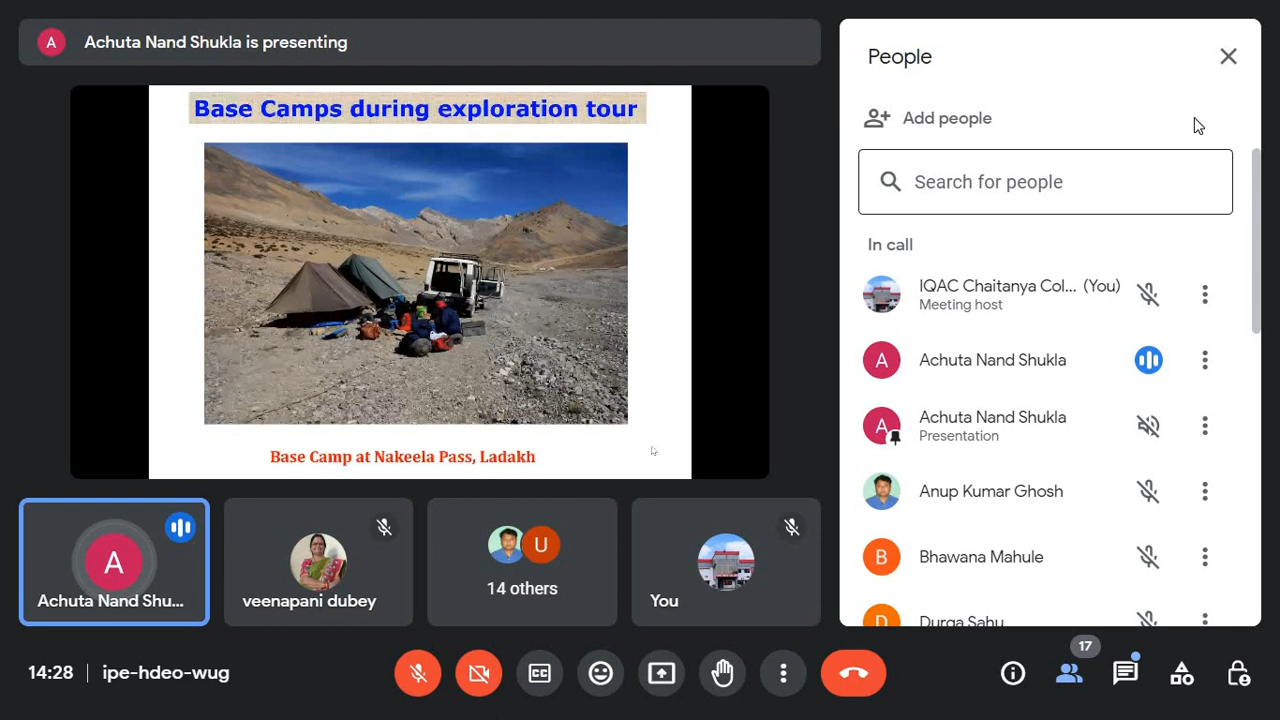 A
Achuta Nand Shukla is presenting
Base Camps during exploration tour
Base Camp at Nakeela Pass, Ladakh
A
Achuta Nand Shu...
veenapani dubey
U
14 others
You
People
Add people
Search for people
In call
IQAC Chaitanya Col... (You)
Meeting host
A
Achuta Nand Shukla
A
Achuta Nand Shukla
Presentation
Anup Kumar Ghosh
B
Bhawana Mahule
D
Durga Sahu
14:28 | ipe-hdeo-wug
CC
17